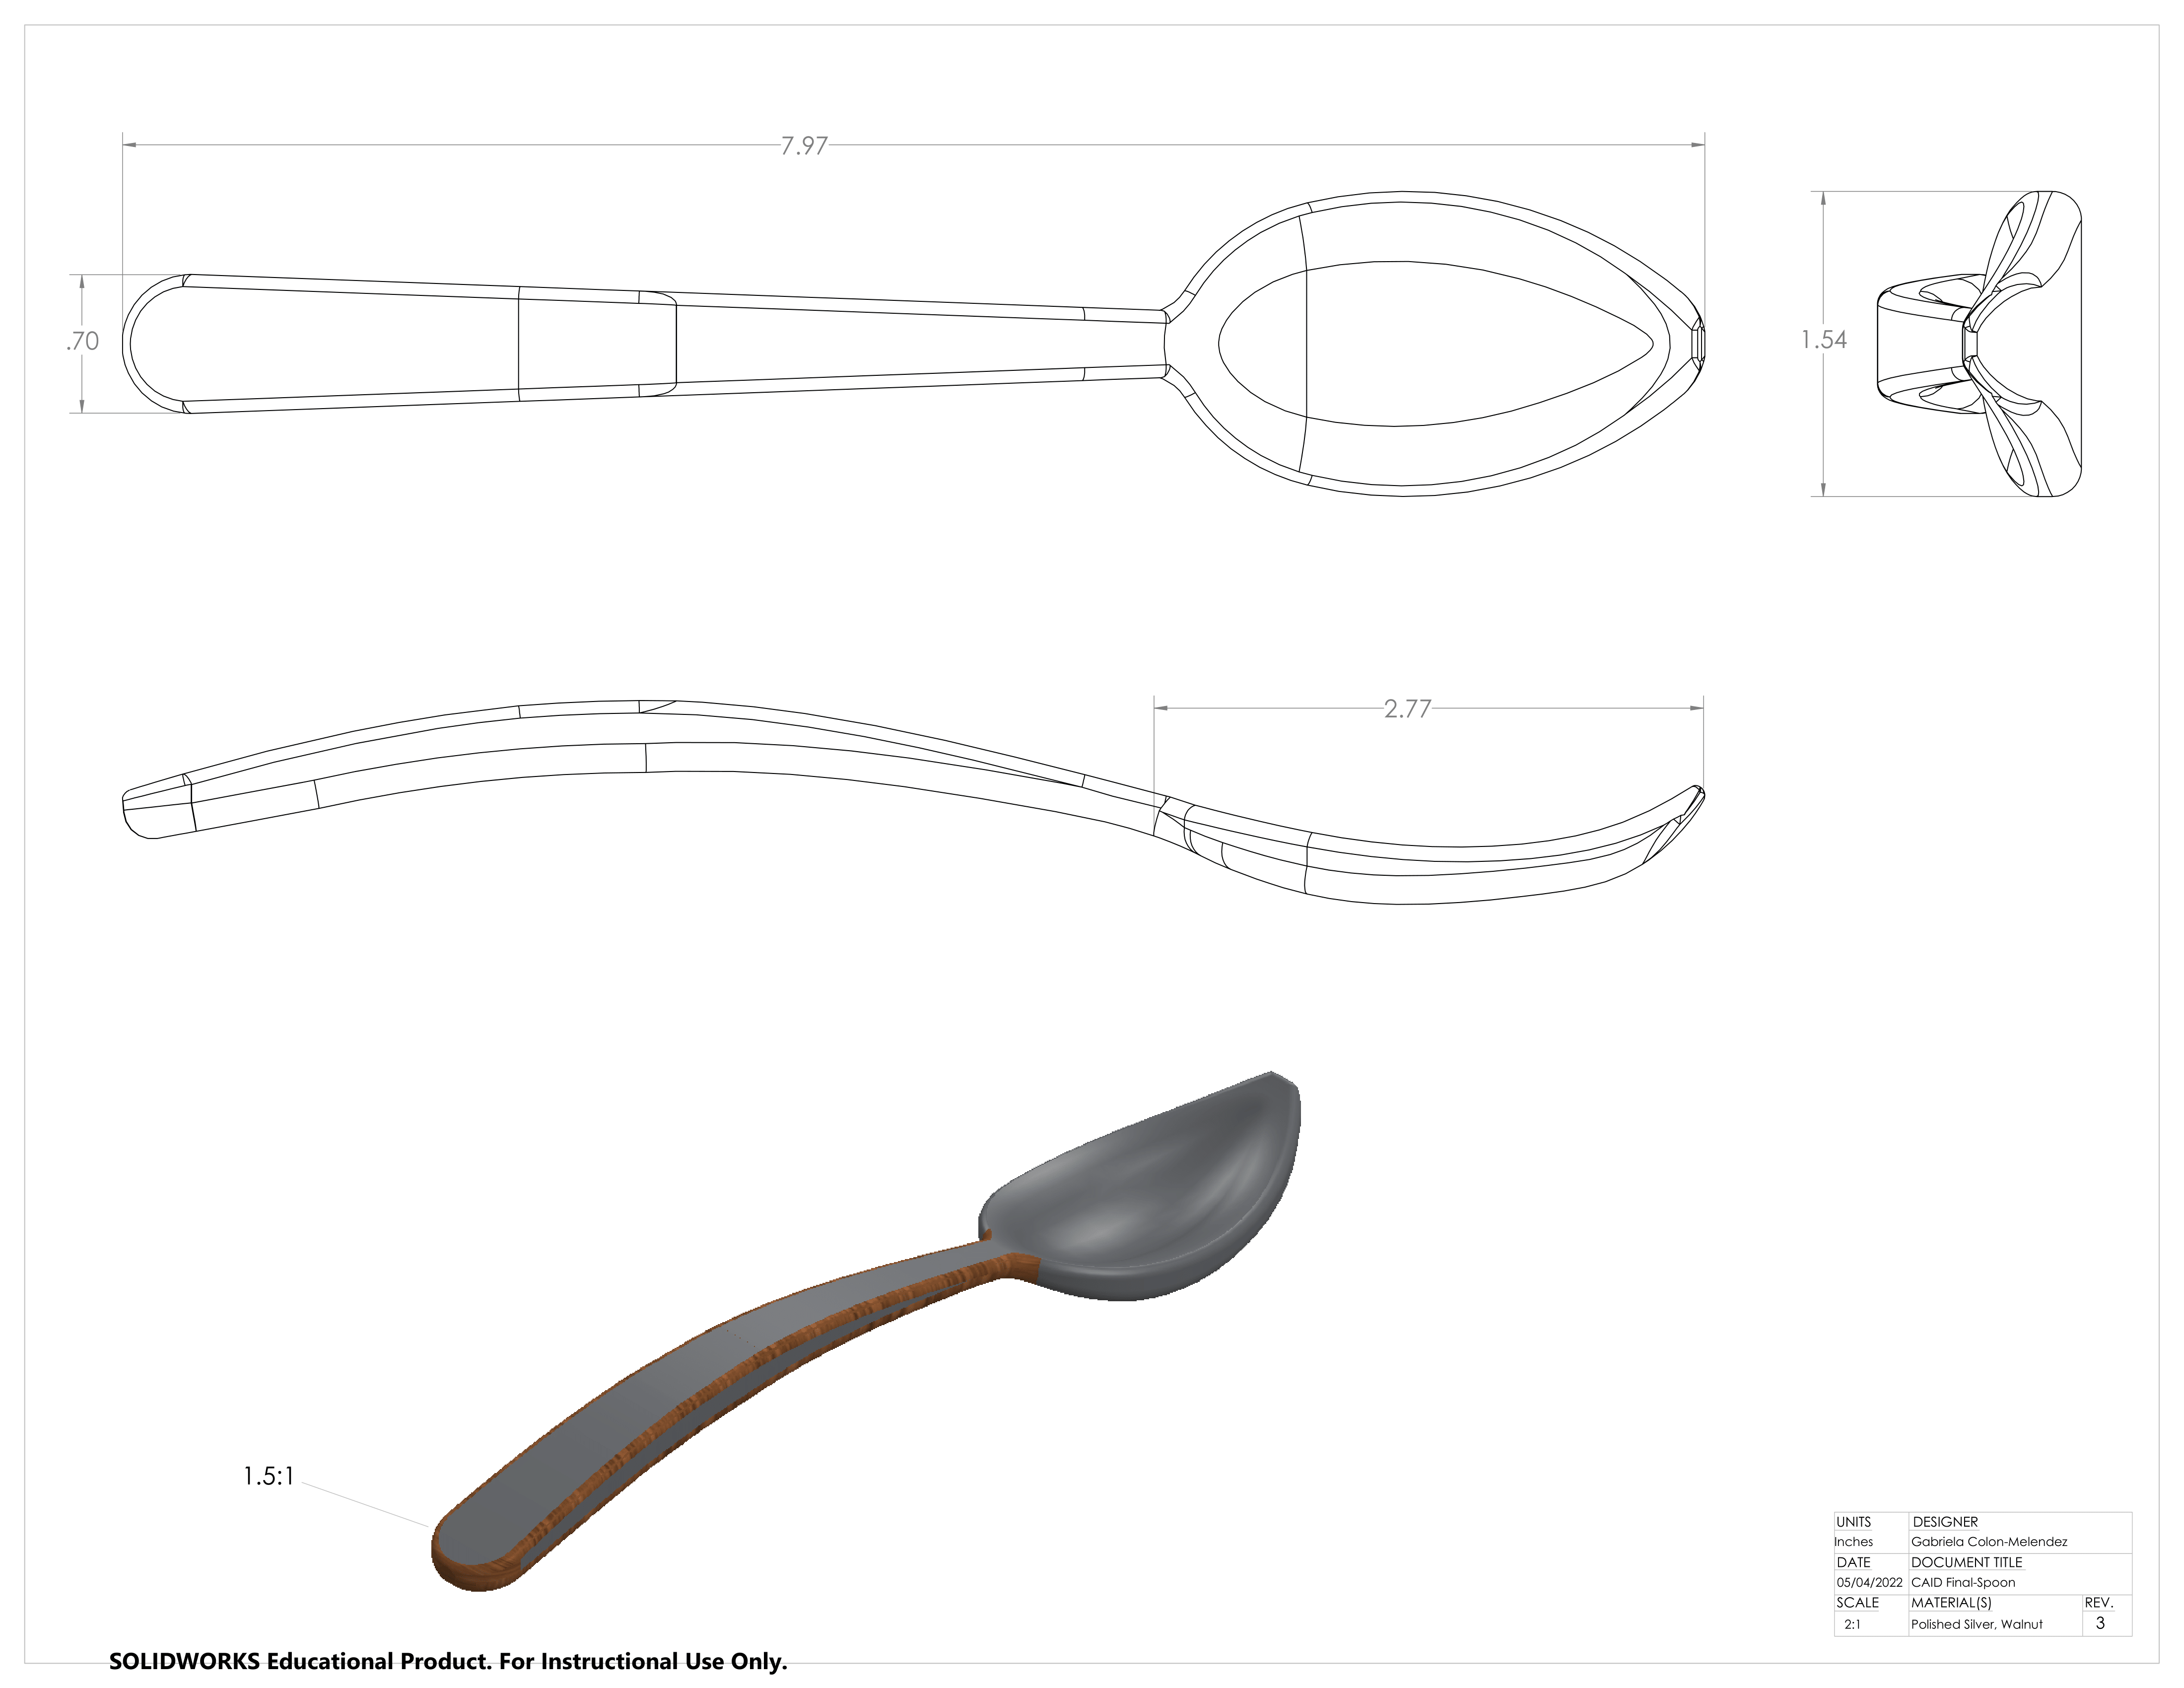 7.97
.70
1.54
2.77
1.5:1
UNITS DESIGNER
Inches Gabriela Colon-Melendez
DATE DOCUMENT TITLE
05/04/2022 CAID Final-Spoon
SCALE MATERIAL(S) REV.
2:1 Polished Silver, Walnut 3
SOLIDWORKS Educational Product. For Instructional Use Only.